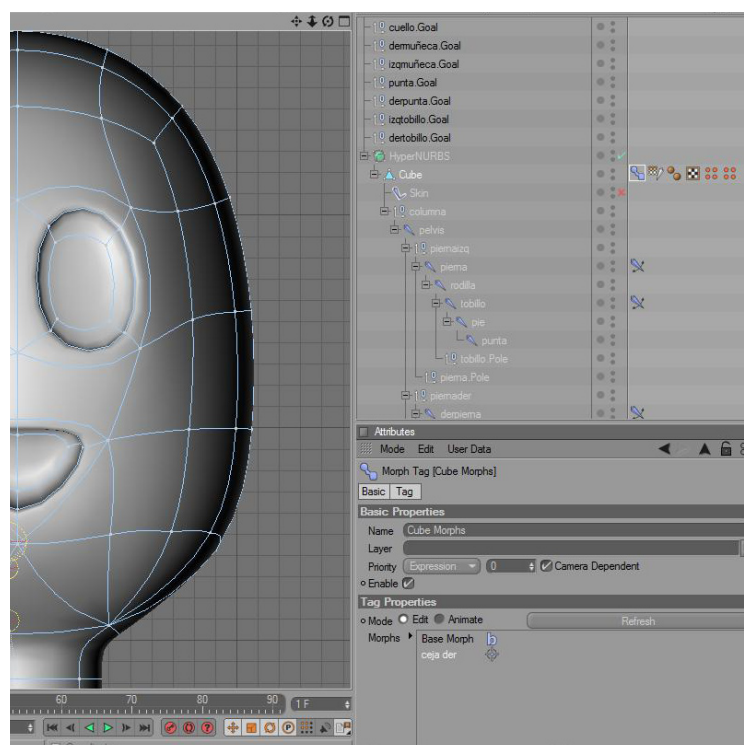 cuello.Goal
dermuñeca.Goal
izqmuñeca.Goal
punta.Goal
derpunta.Goal
izqtobillo.Goal
dertobillo.Goal
HyperNURBS
Cube
Skin
columna
pelvis
piernaizq
pierna
rodilla
tobillo
pie
punta
tobillo.Pole
pierna.Pole
piernader
derpierna
Attributes
Mode Edit User Data
Morph Tag [Cube Morphs]
Basic Tag
Basic Properties
Name Cube Morphs
Layer
Priority Expression 0 Camera Dependent
Enable
Tag Properties
Mode Edit Animate Refresh
Morphs Base Morph
ceja der
60 70 80 90 1 F